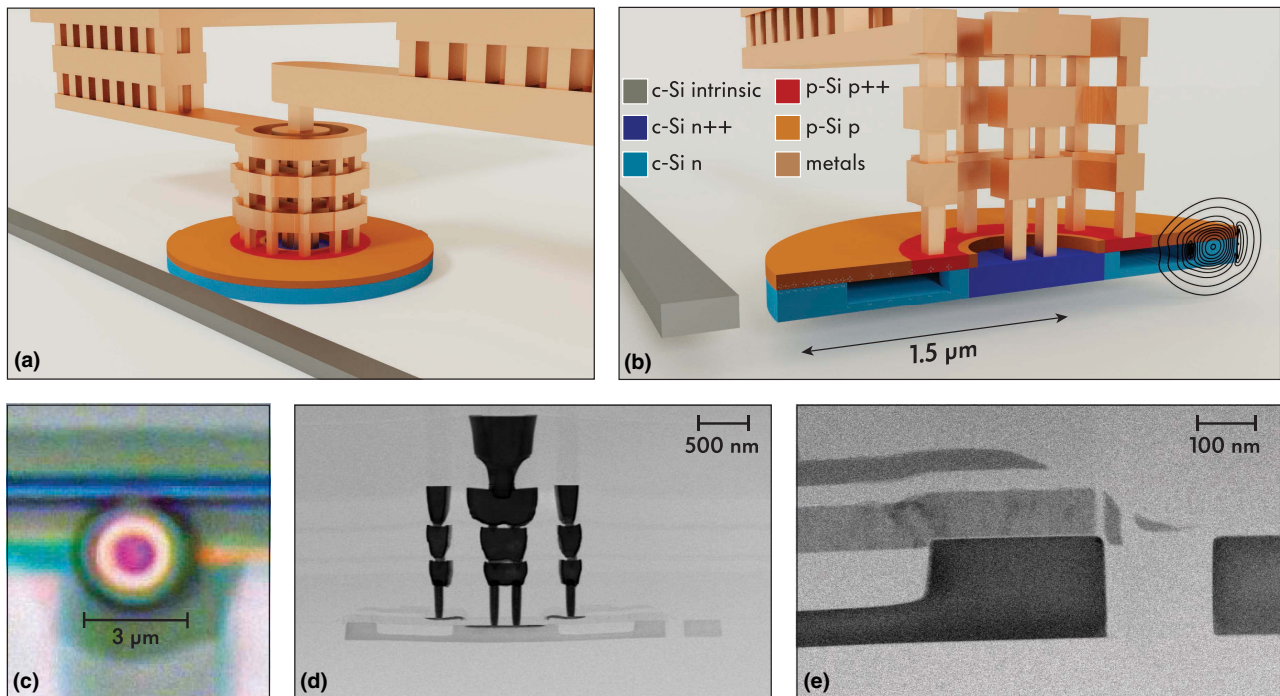 (a)
c-Si intrinsic
p-Si p++
c-Si n++
p-Si p
c-Si n
metals
1.5 µm
(b)
3 µm
(c)
500 nm
(d)
100 nm
(e)